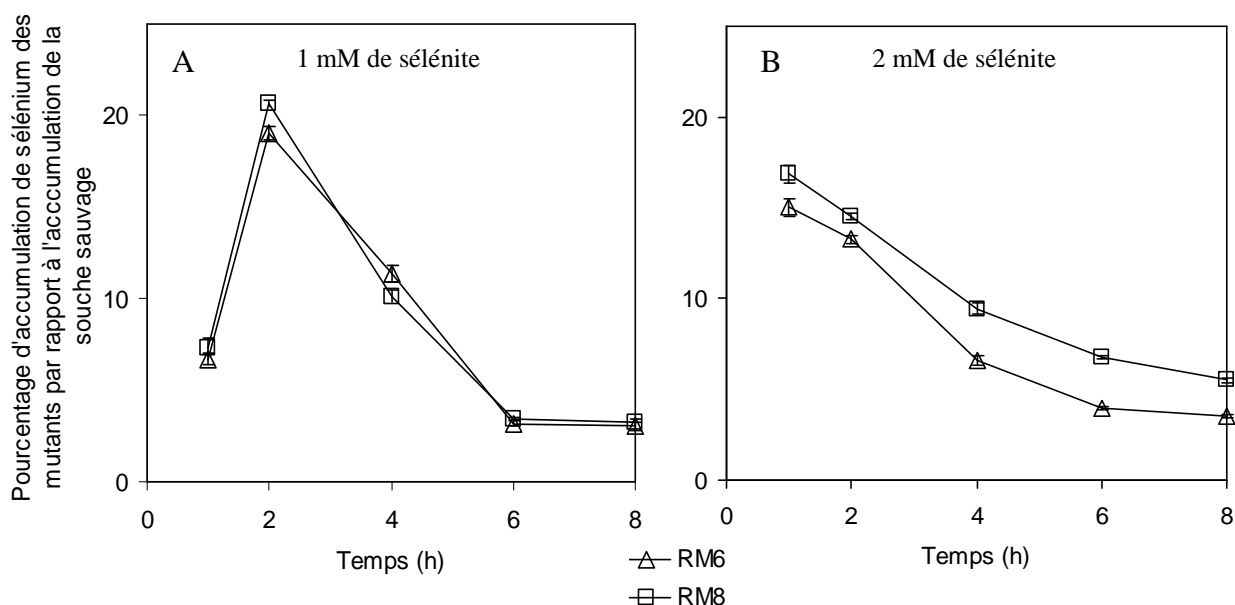 Pourcentage d'accumulation de sélénium des
mutants par rapport à l'acccumulation de la
souche sauvage
A
1 mM de sélénite
20
10
0
0
2
4
6
8
Temps (h)
B
2 mM de sélénite
20
10
0
0
2
4
6
8
Temps (h)
RM6
RM8